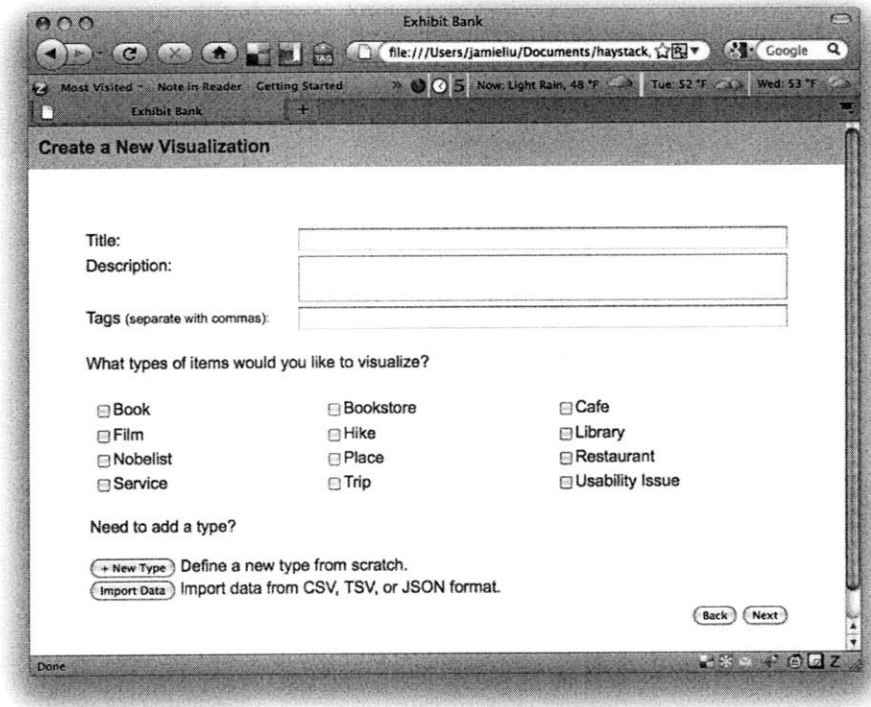 Exhibit Bank
TAG file:///Users/jamieliu/Documents/haystack, Google
Most Visited Note in Reader Getting Started » 5 Now: Light Rain, 48 °F Tue: 52 °F Wed: 53 °F
Exhibit Bank +
Create a New Visualization
Title:
Description:
Tags (separate with commas):
What types of items would you like to visualize?
Book Bookstore Cafe
Film Hike Library
Nobelist Place Restaurant
Service Trip Usability Issue
Need to add a type?
+ New Type Define a new type from scratch.
Import Data Import data from CSV, TSV, or JSON format.
Back Next
Done Z